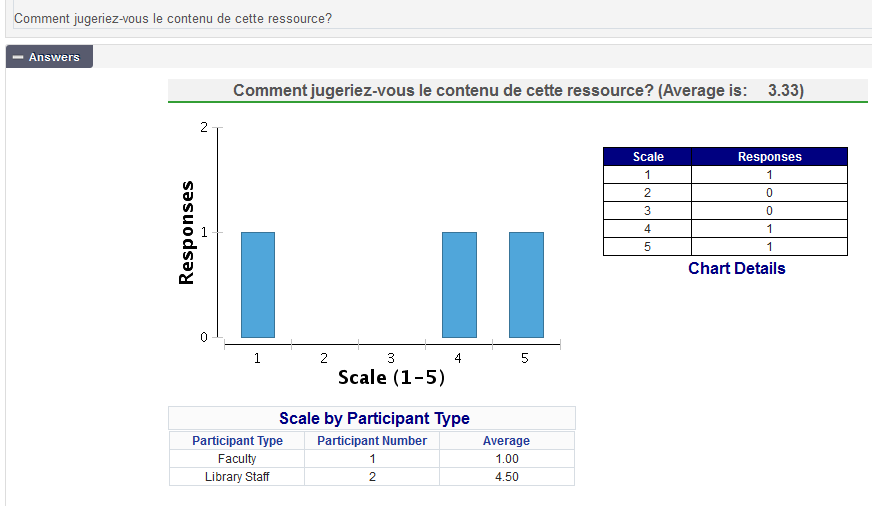 Comment jugeriez-vous le contenu de cette ressource?
Answers
Comment jugeriez-vous le contenu de cette ressource? (Average is: 3.33)
2
1
0
Responses
1 2 3 4 5
Scale (1-5)
Scale Responses
1 1
2 0
3 0
4 1
5 1
Chart Details
Scale by Participant Type
Participant Type Participant Number Average
Faculty 1 1.00
Library Staff 2 4.50